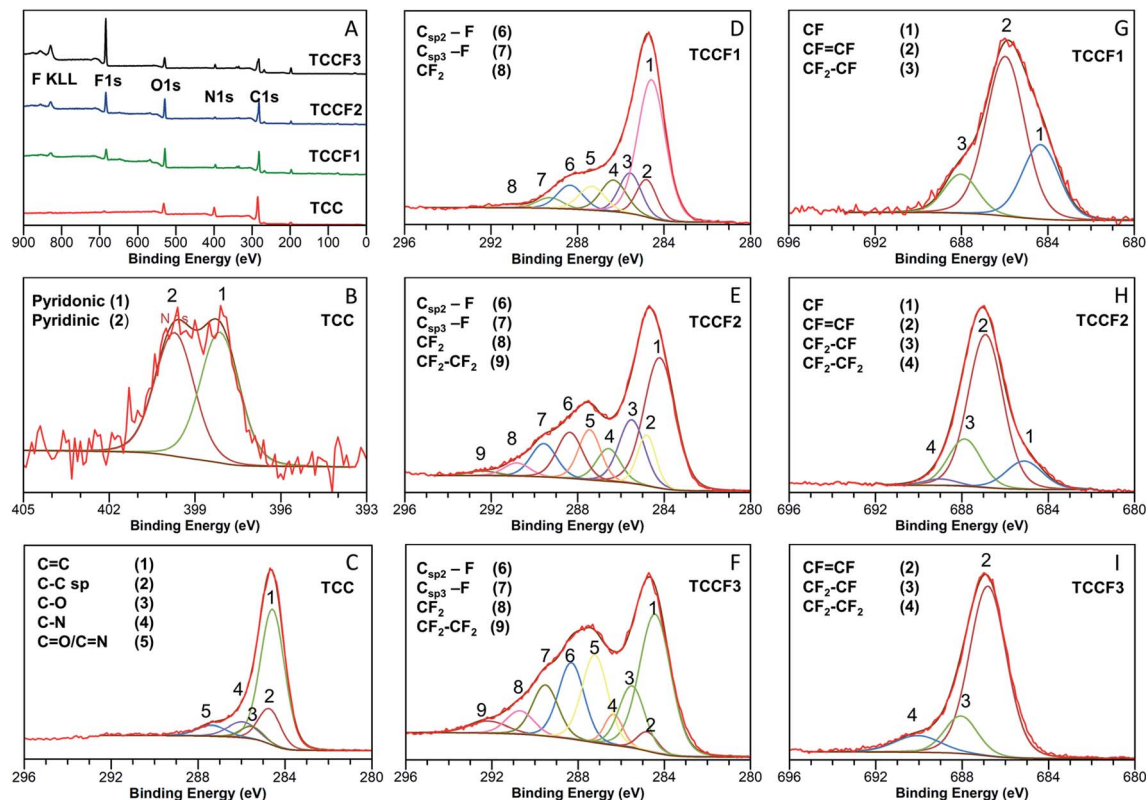 A
TCCF3
F KLL F1s O1s N1s C1s
TCCF2
TCCF1
TCC
900 800 700 600 500 400 300 200 100 0
Binding Energy (eV)
D
C_sp2 – F (6)
C_sp3 –F (7)
CF2 (8)
TCCF1
1
2
3
4
5
6
7
8
296 292 288 284 280
Binding Energy (eV)
G
CF (1)
CF=CF (2)
CF2-CF (3)
TCCF1
2
1
3
696 692 688 684 680
Binding Energy (eV)
B
Pyridonic (1)
Pyridinic (2)
TCC
2 1
405 402 399 396 393
Binding Energy (eV)
E
C_sp2 – F (6)
C_sp3 –F (7)
CF2 (8)
CF2-CF2 (9)
TCCF2
1
2
3
4
5
6
7
8
9
296 292 288 284 280
Binding Energy (eV)
H
CF (1)
CF=CF (2)
CF2-CF (3)
CF2-CF2 (4)
TCCF2
2
3
4
1
696 692 688 684 680
Binding Energy (eV)
C
C=C (1)
C-C sp (2)
C-O (3)
C-N (4)
C=O/C=N (5)
TCC
1
2
3
4
5
296 292 288 284 280
Binding Energy (eV)
F
C_sp2 – F (6)
C_sp3 –F (7)
CF2 (8)
CF2-CF2 (9)
TCCF3
1
2
3
4
5
6
7
8
9
296 292 288 284 280
Binding Energy (eV)
I
CF=CF (2)
CF2-CF (3)
CF2-CF2 (4)
TCCF3
2
3
4
696 692 688 684 680
Binding Energy (eV)